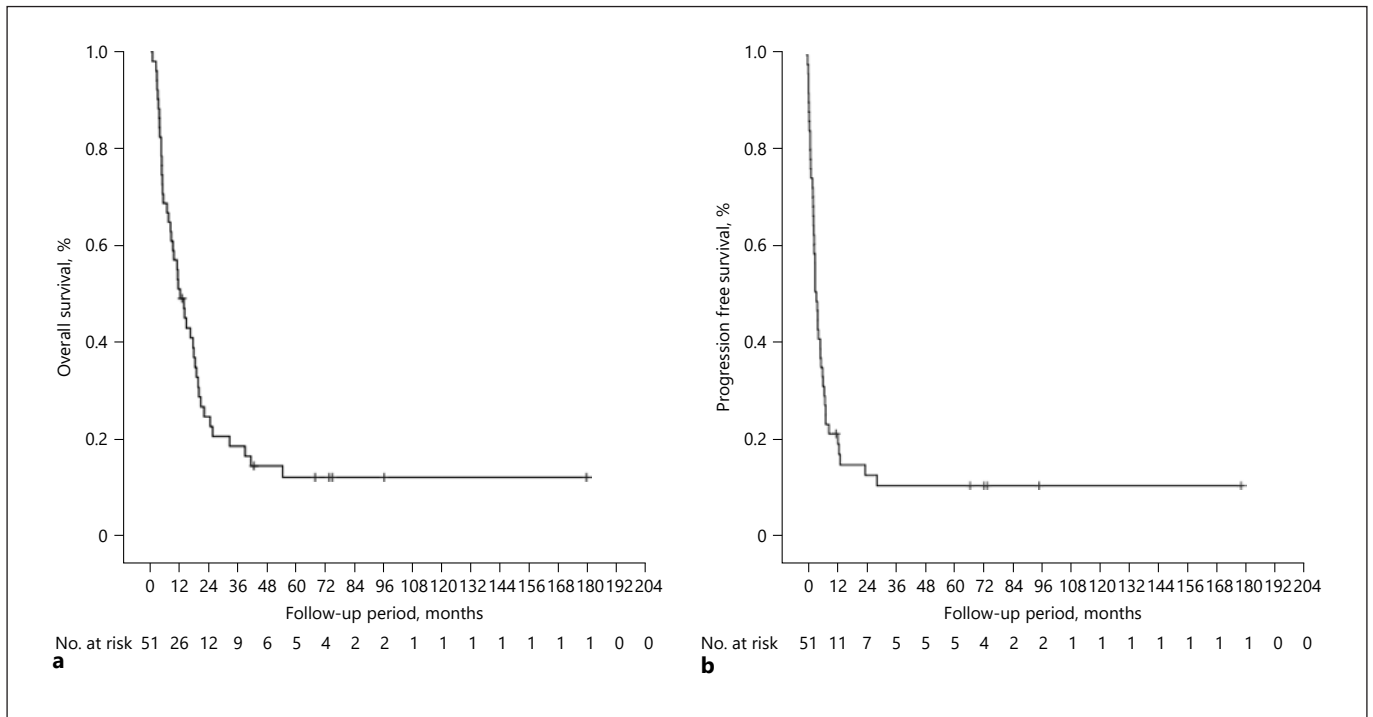 1.0
0.8
0.6
0.4
0.2
0
Overall survival, %
0 12 24 36 48 60 72 84 96 108 120 132 144 156 168 180 192 204
Follow-up period, months
No. at risk 51 26 12 9 6 5 4 2 2 1 1 1 1 1 1 1 0 0
a
1.0
0.8
0.6
0.4
0.2
0
Progression free survival, %
0 12 24 36 48 60 72 84 96 108 120 132 144 156 168 180 192 204
Follow-up period, months
No. at risk 51 11 7 5 5 5 4 2 2 1 1 1 1 1 1 1 0 0
b